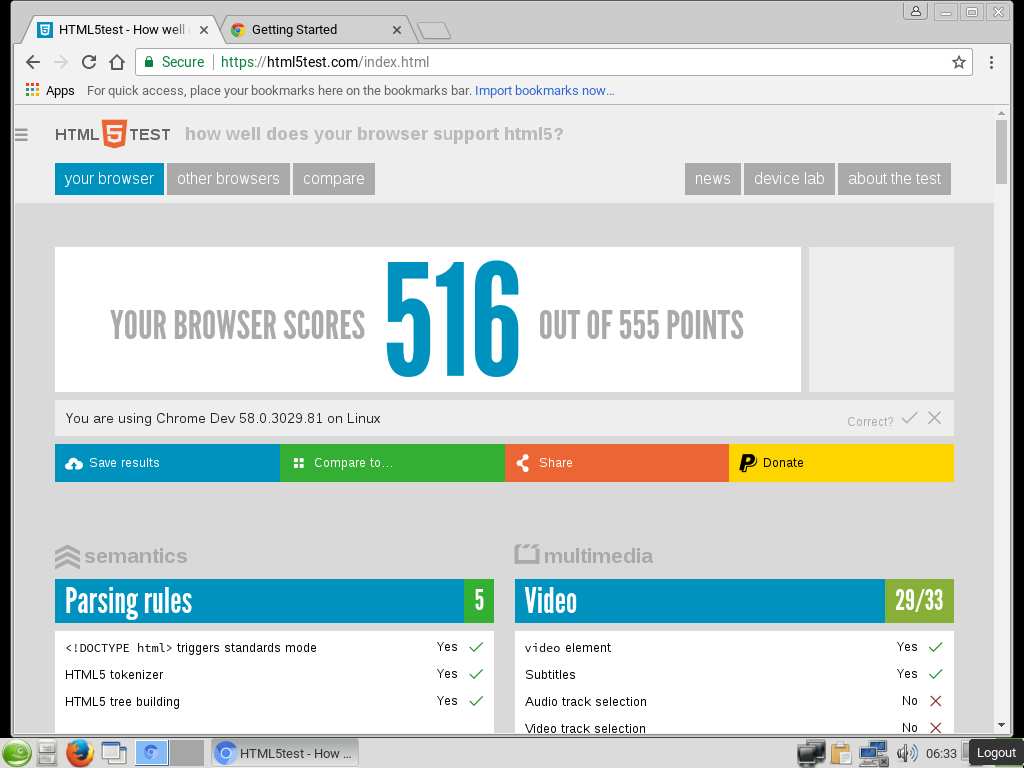 HTML5test - How well
Getting Started
Secure https://html5test.com/index.html
Apps For quick access, place your bookmarks here on the bookmarks bar. Import bookmarks now...
HTML5TEST how well does your browser support html5?
your browser other browsers compare news device lab about the test
YOUR BROWSER SCORES 516 OUT OF 555 POINTS
You are using Chrome Dev 58.0.3029.81 on Linux Correct?
Save results Compare to... Share Donate
semantics multimedia
Parsing rules 5 Video 29/33
<!DOCTYPE html> triggers standards mode Yes video element Yes
HTML5 tokenizer Yes Subtitles Yes
HTML5 tree building Yes Audio track selection No
Video track selection No
HTML5test - How ... 06:33 Logout